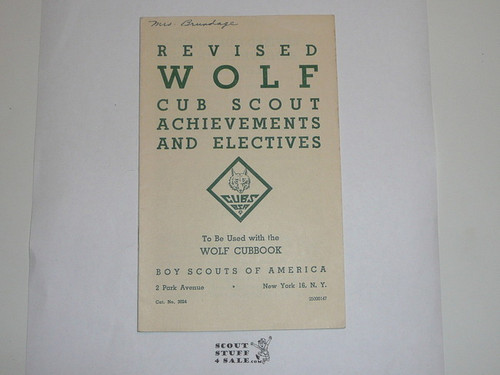 Mrs. Brundage
REVISED
WOLF
CUB SCOUT
ACHIEVEMENTS
AND ELECTIVES
CUBS
BSA
To Be Used with the
WOLF CUBBOOK
BOY SCOUTS OF AMERICA
2 Park Avenue • New York 16, N. Y.
Cat. No.
SCOUT
STUFF
4 SALE.com